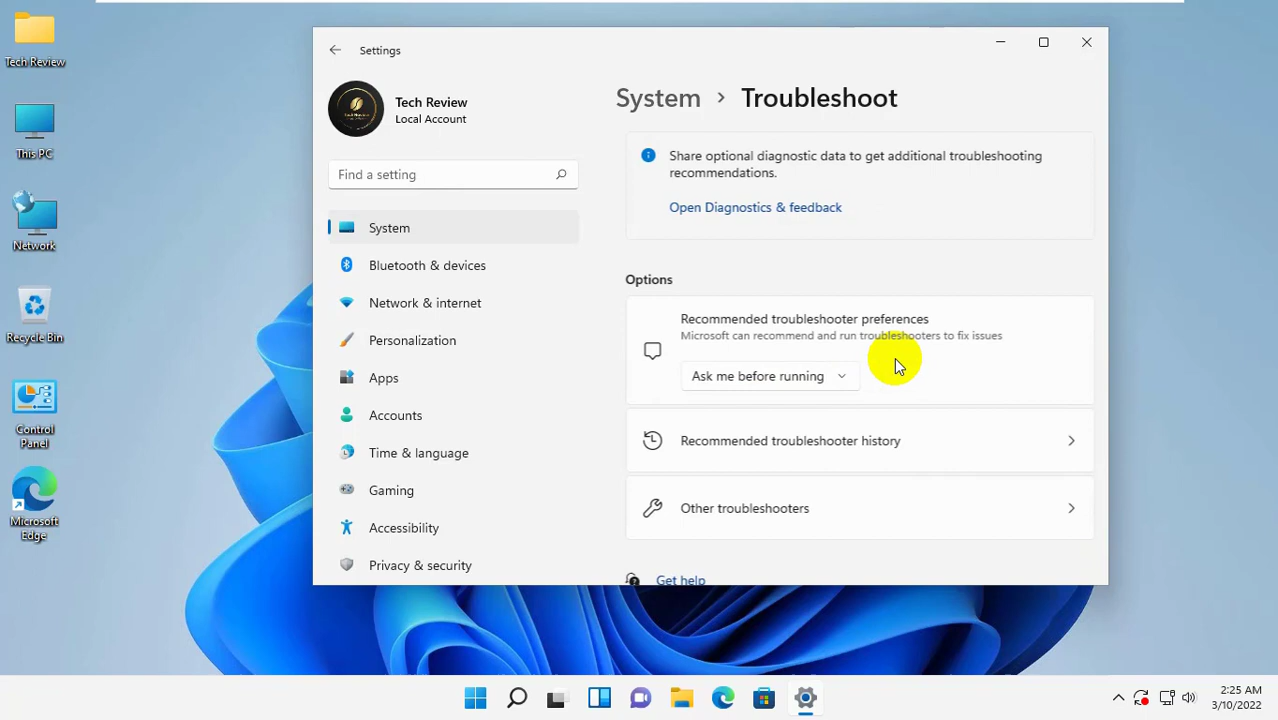 Tech Review
This PC
Network
Recycle Bin
Control
Panel
Microsoft
Edge
Settings
Tech Review
Local Account
Find a setting
System
Bluetooth & devices
Network & internet
Personalization
Apps
Accounts
Time & language
Gaming
Accessibility
Privacy & security
System > Troubleshoot
Share optional diagnostic data to get additional troubleshooting
recommendations.
Open Diagnostics & feedback
Options
Recommended troubleshooter preferences
Microsoft can recommend and run troubleshooters to fix issues
Ask me before running
Recommended troubleshooter history
Other troubleshooters
Get help
2:25 AM
3/10/2022